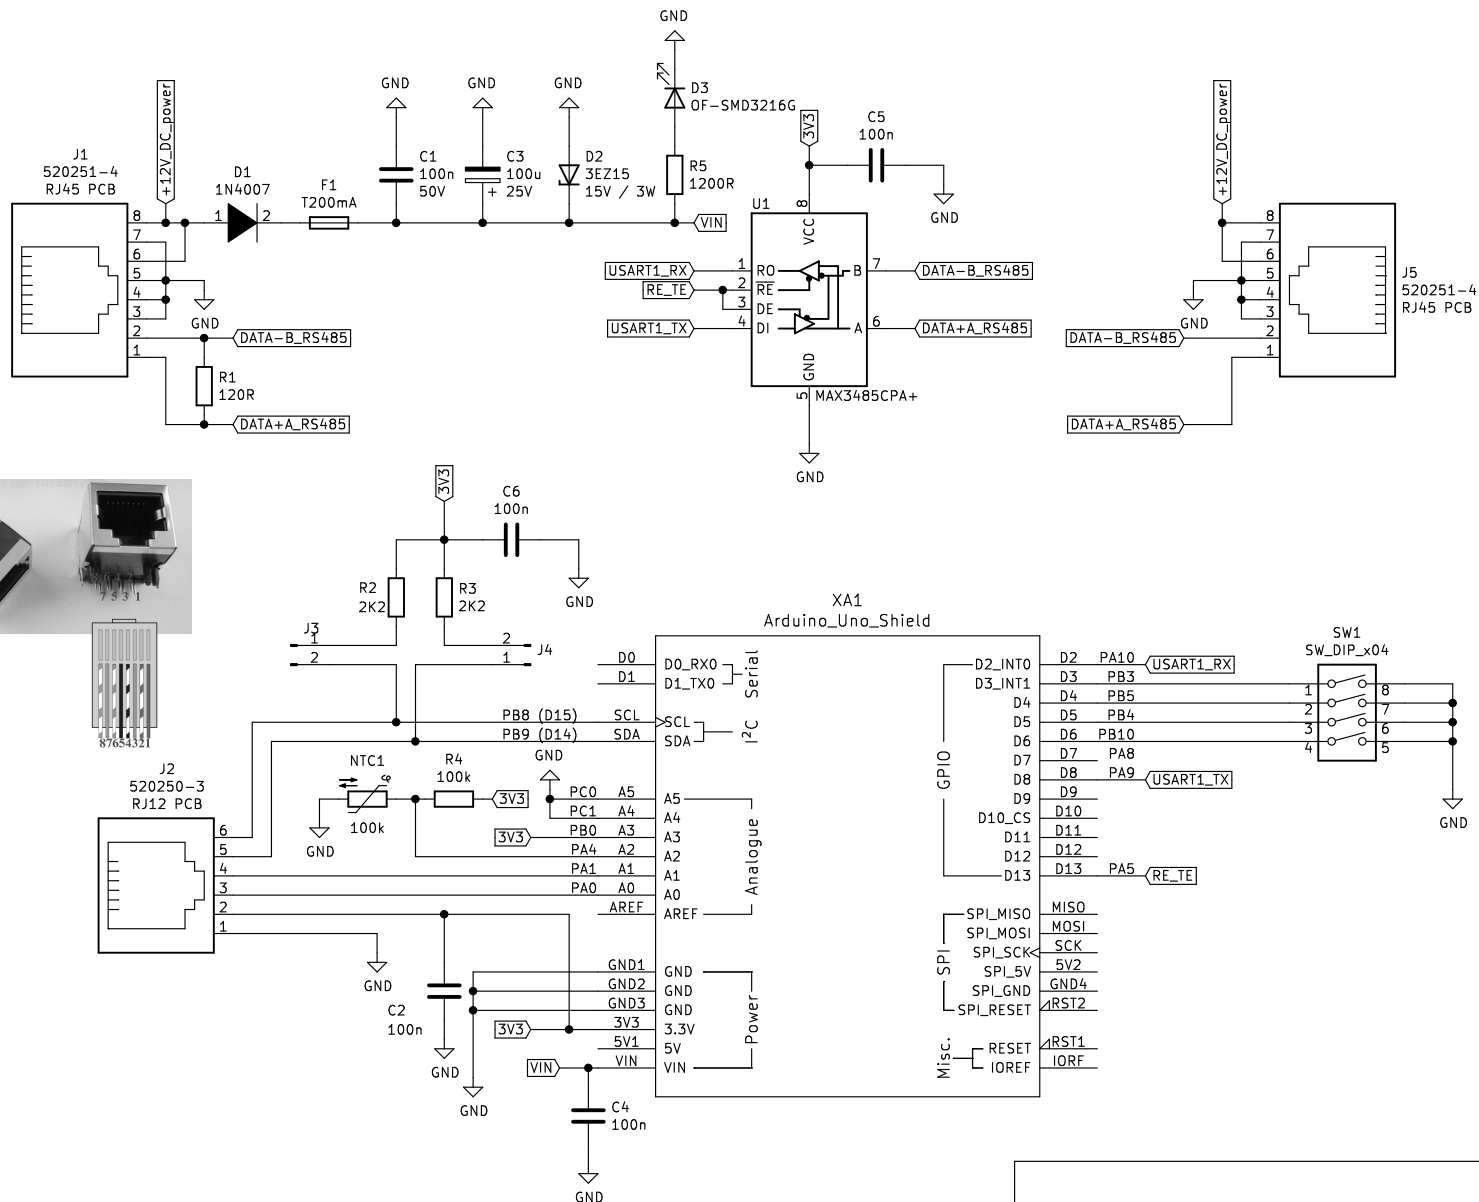 GND
D3
OF-SMD3216G
R5
1200R
GND
GND
GND
C1
100n
50V
C3
100u
+ 25V
D2
3EZ15
15V / 3W
+12V_DC_power
J1
520251-4
RJ45 PCB
D1
1N4007
1
2
F1
T200mA
VIN
8
7
6
5
4
3
2
1
GND
DATA-B_RS485
R1
120R
DATA+A_RS485
3V3
C5
100n
GND
U1
8
VCC
USART1_RX
1
RO
B
7
DATA-B_RS485
RE_TE
2
RE
3
DE
USART1_TX
4
DI
A
6
DATA+A_RS485
GND
5
MAX3485CPA+
GND
+12V_DC_power
8
7
6
5
4
3
2
1
J5
520251-4
RJ45 PCB
GND
DATA-B_RS485
DATA+A_RS485
7 5 3 1
87654321
3V3
C6
100n
GND
R2
2K2
R3
2K2
J3
1
2
2
1
J4
XA1
Arduino_Uno_Shield
D0
D0_RX0
D1
D1_TX0
Serial
PB8 (D15)
SCL
SCL
PB9 (D14)
SDA
SDA
I²C
NTC1
100k
R4
100k
3V3
GND
GND
J2
520250-3
RJ12 PCB
6
5
4
3
2
1
GND
PC0 A5 A5
PC1 A4 A4
3V3 PB0 A3 A3
PA4 A2 A2
PA1 A1 A1
PA0 A0 A0
AREF AREF
Analogue
GND1 GND
GND2 GND
GND3 GND
3V3 3V3 3.3V
5V1 5V
VIN VIN VIN
Power
C2
100n
GND
GND
C4
100n
GND
D2_INT0 D2 PA10 USART1_RX
D3_INT1 D3 PB3
D4 D4 PB5
D5 D5 PB4
D6 D6 PB10
D7 D7 PA8
D8 D8 PA9 USART1_TX
D9 D9
D10_CS D10
D11 D11
D12 D12
D13 D13 PA5 RE_TE
GPIO
SPI_MISO MISO
SPI_MOSI MOSI
SPI_SCK SCK
SPI_5V 5V2
SPI_GND GND4
SPI_RESET RST2
SPI
RESET RST1
IOREF IORF
Misc.
SW1
SW_DIP_x04
1 8
2 7
3 6
4 5
GND